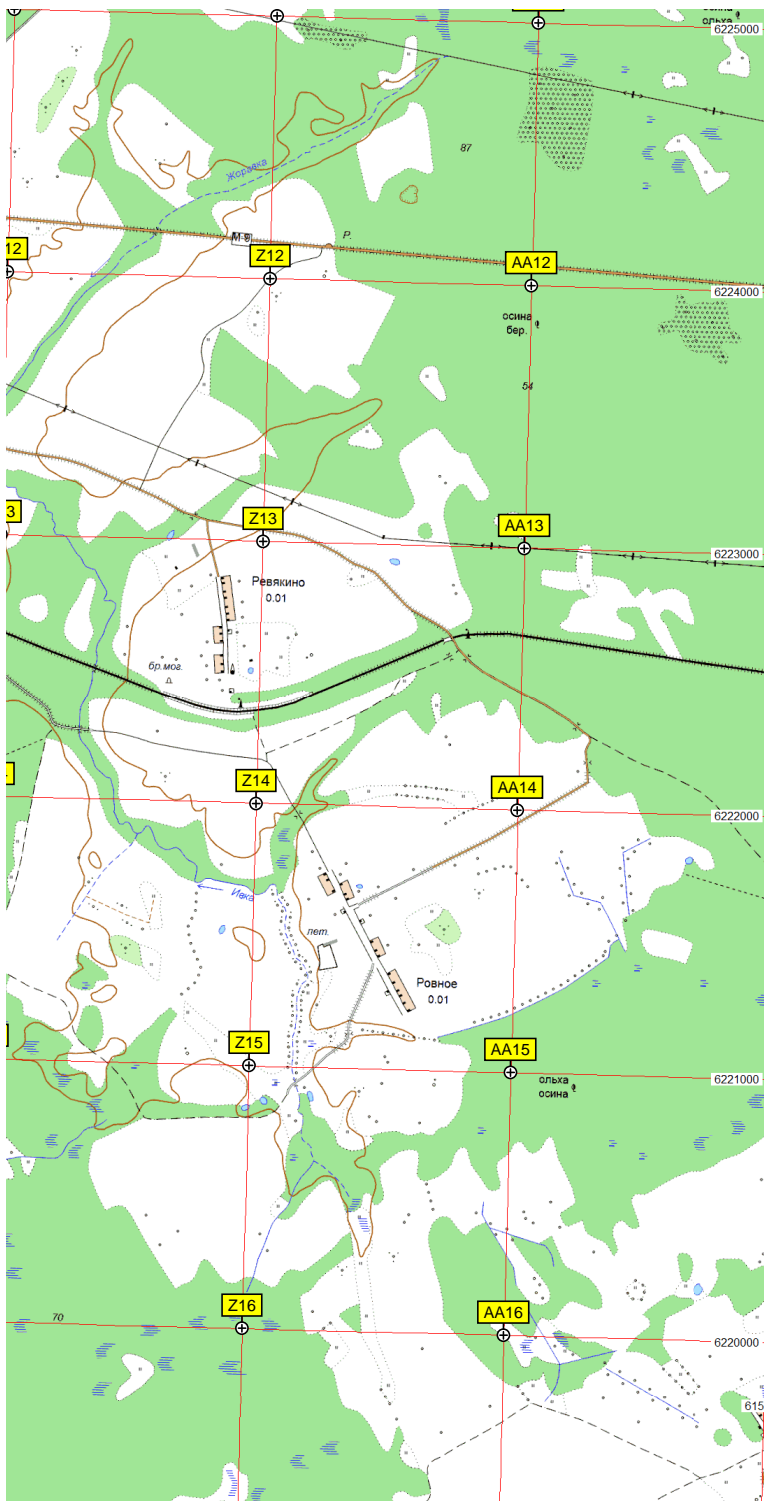 осина
ольха
6225000
87
Жоравка
М-9
Р.
12
Z12
AA12
6224000
осина
бер.
54
3
Z13
AA13
6223000
Ревякино
0.01
бр.мог.
Z14
AA14
6222000
Ивка
лет.
Ровное
0.01
Z15
AA15
6221000
ольха
осина
70
Z16
AA16
6220000
615